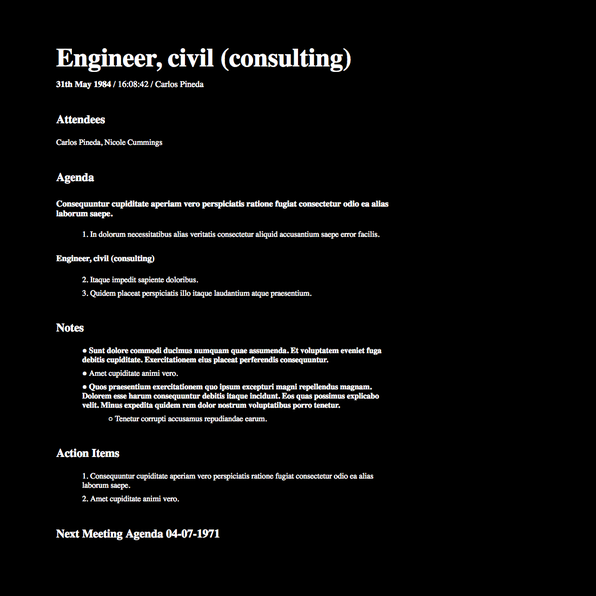 Engineer, civil (consulting)
31th May 1984 / 16:08:42 / Carlos Pineda
Attendees
Carlos Pineda, Nicole Cummings
Agenda
Consequuntur cupiditate aperiam vero perspiciatis ratione fugiat consectetur odio ea alias
laborum saepe.
1. In dolorum necessitatibus alias veritatis consectetur aliquid accusantium saepe error facilis.
Engineer, civil (consulting)
2. Itaque impedit sapiente doloribus.
3. Quidem placeat perspiciatis illo itaque laudantium atque praesentium.
Notes
● Sunt dolore commodi ducimus numquam quae assumenda. Et voluptatem eveniet fuga
debitis cupiditate. Exercitationem eius placeat perferendis consequuntur.
● Amet cupiditate animi vero.
● Quos praesentium exercitationem quo ipsum excepturi magni repellendus magnam.
Dolorem esse harum consequuntur debitis itaque incidunt. Eos quas possimus explicabo
velit. Minus expedita quidem rem dolor nostrum voluptatibus porro tenetur.
○ Tenetur corrupti accusamus repudiandae earum.
Action Items
1. Consequuntur cupiditate aperiam vero perspiciatis ratione fugiat consectetur odio ea alias
laborum saepe.
2. Amet cupiditate animi vero.
Next Meeting Agenda 04-07-1971